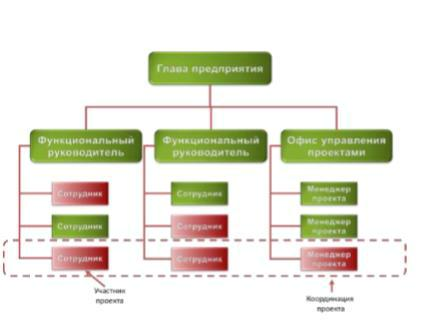 Глава предприятия
Функциональный
руководитель
Функциональный
руководитель
Офис управления
проектами
Сотрудник
Сотрудник
Менеджер
проекта
Сотрудник
Сотрудник
Менеджер
проекта
Сотрудник
Сотрудник
Менеджер
проекта
Участник
проекта
Координация
проекта